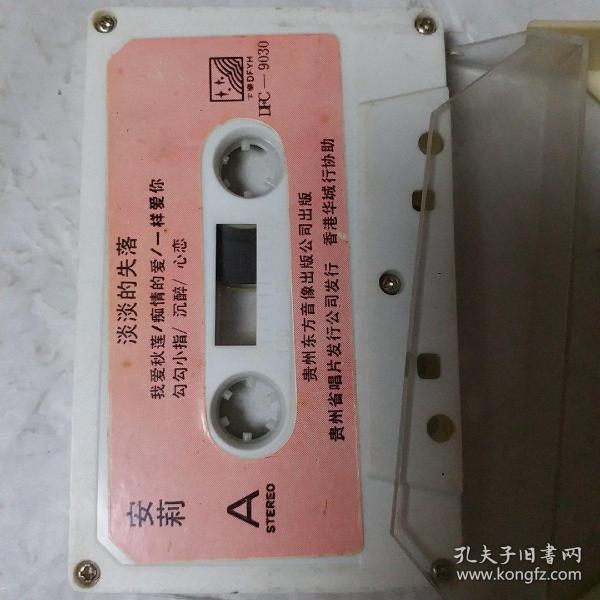 安莉
淡淡的失落
我爱秋莲/痴情的爱/一样爱你
勾勾小指/ 沉醉/ 心恋
A
STEREO
DFYH
DFC—9030
贵州东方音像出版公司出版
贵州省唱片发行公司发行 香港华城行协助
孔夫子旧書网
www.kongfz.com